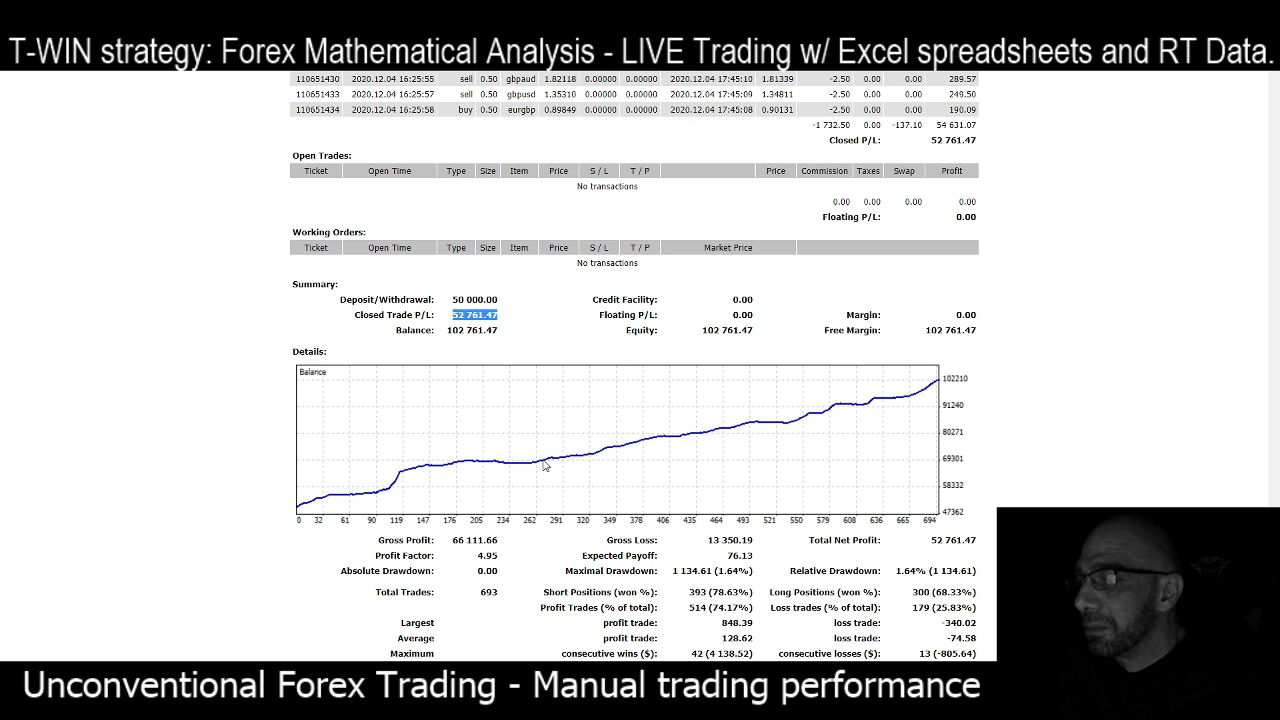 T-WIN strategy: Forex Mathematical Analysis - LIVE Trading w/ Excel spreadsheets and RT Data.
110651430 2020.12.04 16:25:55 sell 0.50 gbpaud 1.82118 0.00000 0.00000 2020.12.04 17:45:10 1.81339 -2.50 0.00 0.00 289.57
110651433 2020.12.04 16:25:57 sell 0.50 gbpusd 1.35310 0.00000 0.00000 2020.12.04 17:45:09 1.34811 -2.50 0.00 0.00 249.50
110651434 2020.12.04 16:25:58 buy 0.50 eurgbp 0.89849 0.00000 0.00000 2020.12.04 17:45:08 0.90131 -2.50 0.00 0.00 190.09
-1 732.50 0.00 -137.10 54 631.07
Closed P/L: 52 761.47
Open Trades:
Ticket Open Time Type Size Item Price S / L T / P Price Commission Taxes Swap Profit
No transactions
0.00 0.00 0.00 0.00
Floating P/L: 0.00
Working Orders:
Ticket Open Time Type Size Item Price S / L T / P Market Price
No transactions
Summary:
Deposit/Withdrawal: 50 000.00 Credit Facility: 0.00
Closed Trade P/L: 52 761.47 Floating P/L: 0.00 Margin: 0.00
Balance: 102 761.47 Equity: 102 761.47 Free Margin: 102 761.47
Details:
Balance
102210
91240
80271
69301
58332
47362
0 32 61 90 119 147 176 205 234 262 291 320 349 378 406 435 464 493 521 550 579 608 636 665 694
Gross Profit: 66 111.66 Gross Loss: 13 350.19 Total Net Profit: 52 761.47
Profit Factor: 4.95 Expected Payoff: 76.13
Absolute Drawdown: 0.00 Maximal Drawdown: 1 134.61 (1.64%) Relative Drawdown: 1.64% (1 134.61)
Total Trades: 693 Short Positions (won %): 393 (78.63%) Long Positions (won %): 300 (68.33%)
Profit Trades (% of total): 514 (74.17%) Loss trades (% of total): 179 (25.83%)
Largest profit trade: 848.39 loss trade: -340.02
Average profit trade: 128.62 loss trade: -74.58
Maximum consecutive wins ($): 42 (4 138.52) consecutive losses ($): 13 (-805.64)
Unconventional Forex Trading - Manual trading performance